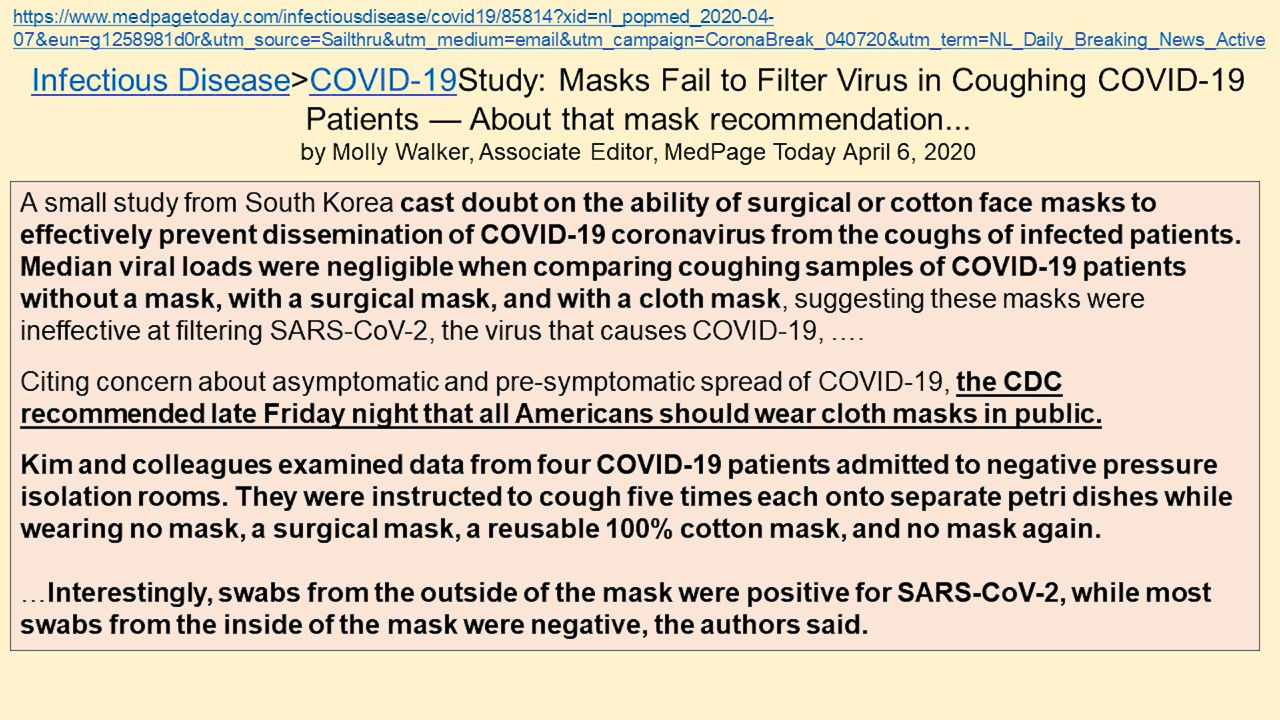 https://www.medpagetoday.com/infectiousdisease/covid19/85814?xid=nl_popmed_2020-04-
07&eun=g1258981d0r&utm_source=Sailthru&utm_medium=email&utm_campaign=CoronaBreak_040720&utm_term=NL_Daily_Breaking_News_Active
Infectious Disease>COVID-19Study: Masks Fail to Filter Virus in Coughing COVID-19
Patients — About that mask recommendation...
by Molly Walker, Associate Editor, MedPage Today April 6, 2020
A small study from South Korea cast doubt on the ability of surgical or cotton face masks to
effectively prevent dissemination of COVID-19 coronavirus from the coughs of infected patients.
Median viral loads were negligible when comparing coughing samples of COVID-19 patients
without a mask, with a surgical mask, and with a cloth mask, suggesting these masks were
ineffective at filtering SARS-CoV-2, the virus that causes COVID-19, ….
Citing concern about asymptomatic and pre-symptomatic spread of COVID-19, the CDC
recommended late Friday night that all Americans should wear cloth masks in public.
Kim and colleagues examined data from four COVID-19 patients admitted to negative pressure
isolation rooms. They were instructed to cough five times each onto separate petri dishes while
wearing no mask, a surgical mask, a reusable 100% cotton mask, and no mask again.
…Interestingly, swabs from the outside of the mask were positive for SARS-CoV-2, while most
swabs from the inside of the mask were negative, the authors said.